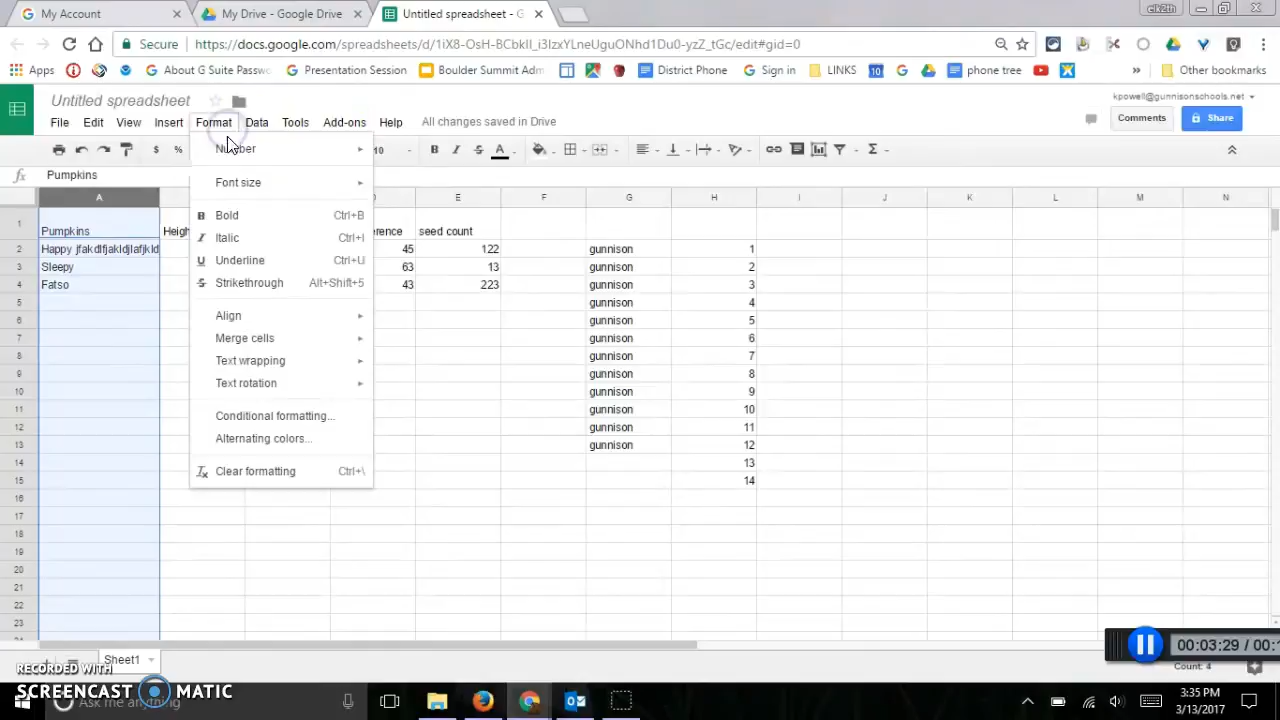 My Account
My Drive - Google Drive
Untitled spreadsheet - G
elk2th
Secure
https://docs.google.com/spreadsheets/d/1iX8-OsH-BCbkIl_i3IzxYLneUguONhd1Du0-yzZ_tGc/edit#gid=0
Apps
About G Suite Passwo
Presentation Session
Boulder Summit Adm
District Phone
Sign in
LINKS
10
phone tree
»
Other bookmarks
Untitled spreadsheet
kpowell@gunnisonschools.net
File Edit View Insert Format Data Tools Add-ons Help All changes saved in Drive
Comments
Share
$ % 10 B I S A Σ
fx Pumpkins
Number
Font size
Bold Ctrl+B
Italic Ctrl+I
Underline Ctrl+U
Strikethrough Alt+Shift+5
Align
Merge cells
Text wrapping
Text rotation
Conditional formatting...
Alternating colors...
Clear formatting Ctrl+\
A E F G H I J K L M N
1 Pumpkins Heigh erence seed count
2 Happy jfakdlfjakldjlafjkld 45 122 gunnison 1
3 Sleepy 63 13 gunnison 2
4 Fatso 43 223 gunnison 3
5 gunnison 4
6 gunnison 5
7 gunnison 6
8 gunnison 7
9 gunnison 8
10 gunnison 9
11 gunnison 10
12 gunnison 11
13 gunnison 12
14 13
15 14
16
17
18
19
20
21
22
23
Sheet1
00:03:29 / 00:1
Count: 4
RECORDED WITH
SCREENCAST MATIC
Ask me anything
3:35 PM
3/13/2017